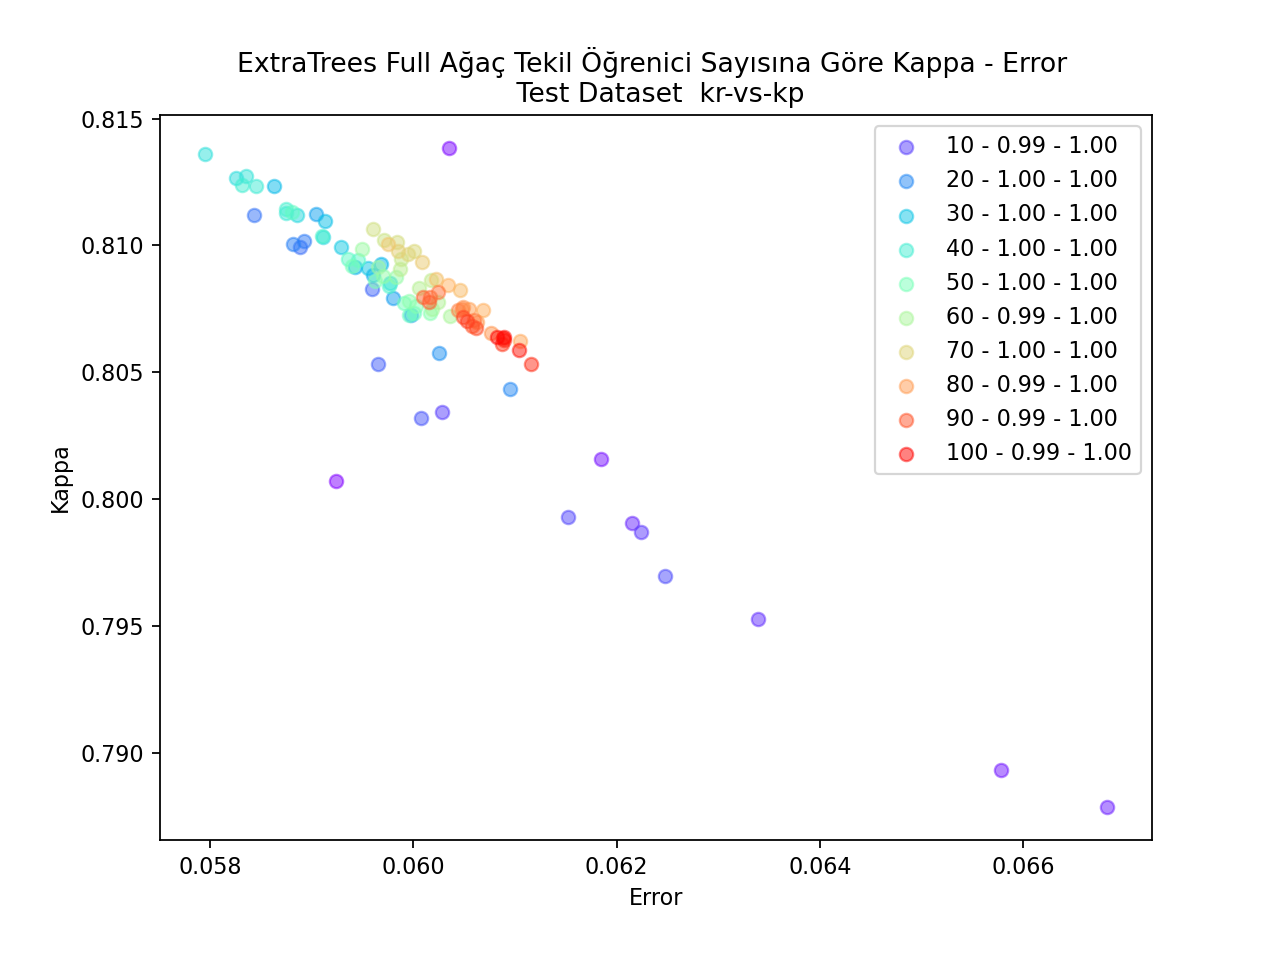 ExtraTrees Full Ağaç Tekil Öğrenici Sayısına Göre Kappa - Error
Test Dataset  kr-vs-kp
0.815
0.810
0.805
0.800
0.795
0.790
Kappa
10 - 0.99 - 1.00
20 - 1.00 - 1.00
30 - 1.00 - 1.00
40 - 1.00 - 1.00
50 - 1.00 - 1.00
60 - 0.99 - 1.00
70 - 1.00 - 1.00
80 - 0.99 - 1.00
90 - 0.99 - 1.00
100 - 0.99 - 1.00
0.058
0.060
0.062
0.064
0.066
Error